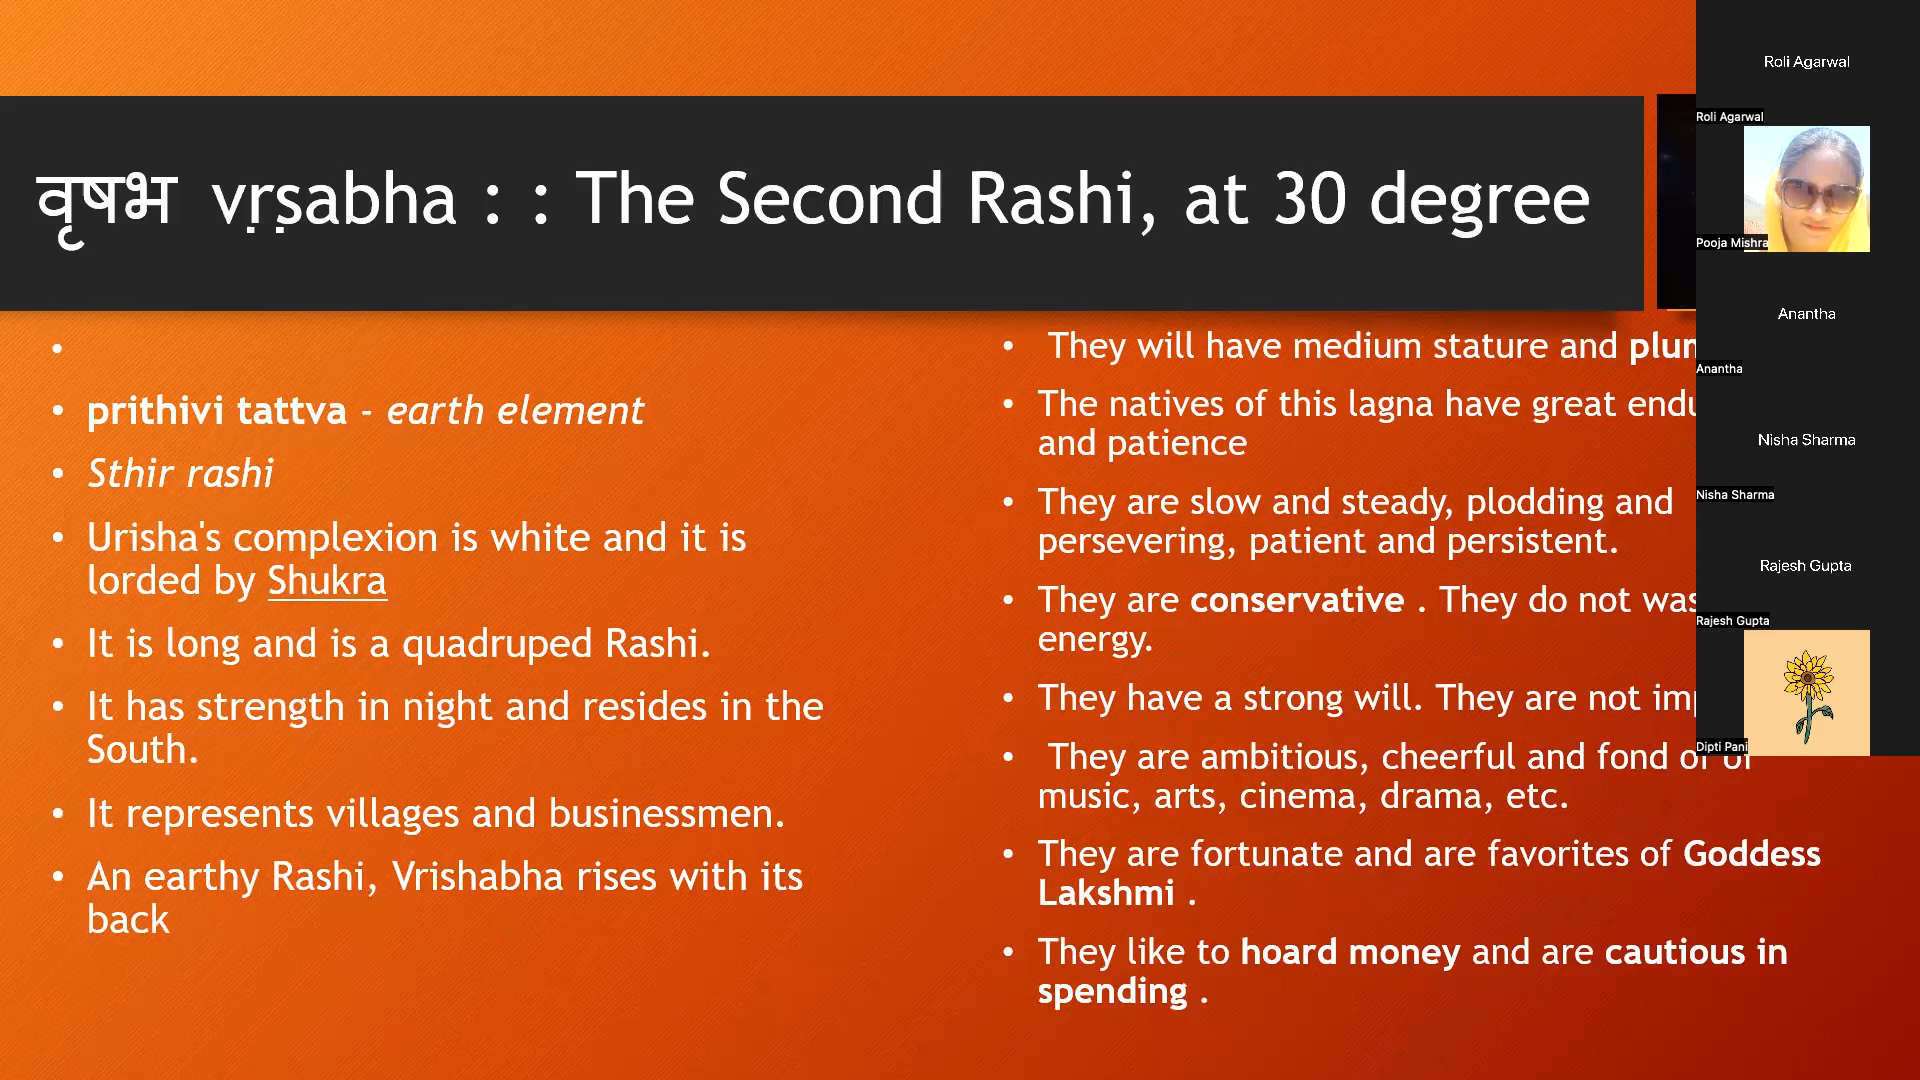 वृषभ vṛṣabha : : The Second Rashi, at 30 degree
prithivi tattva - earth element
Sthir rashi
Urisha's complexion is white and it is
lorded by Shukra
It is long and is a quadruped Rashi.
It has strength in night and resides in the
South.
It represents villages and businessmen.
An earthy Rashi, Vrishabha rises with its
back
They will have medium stature and
The natives of this lagna have great
and patience
They are slow and steady, plodding and
persevering, patient and persistent.
They are conservative . They do not
energy.
They have a strong will. They are not
They are ambitious, cheerful and fond of
music, arts, cinema, drama, etc.
They are fortunate and are favorites of Goddess
Lakshmi .
They like to hoard money and are cautious in
spending .
Roli Agarwal
Roli Agarwal
Pooja Mishra
Anantha
Anantha
Nisha Sharma
Nisha Sharma
Rajesh Gupta
Rajesh Gupta
Dipti Pani